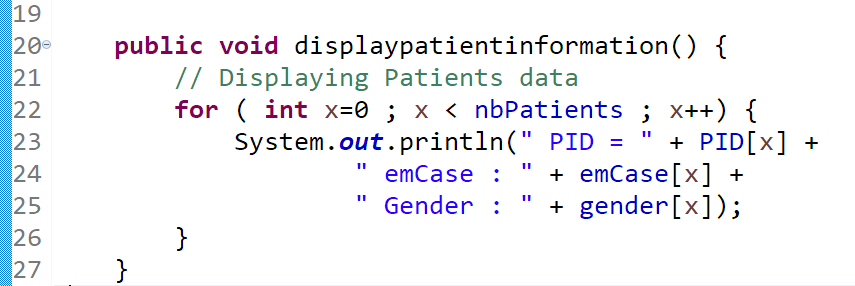 19
20 public void displaypatientinformation() {
21 // Displaying Patients data
22 for ( int x=0 ; x < nbPatients ; x++) {
23 System.out.println(" PID = " + PID[x] +
24 " emCase : " + emCase[x] +
25 " Gender : " + gender[x]);
26 }
27 }